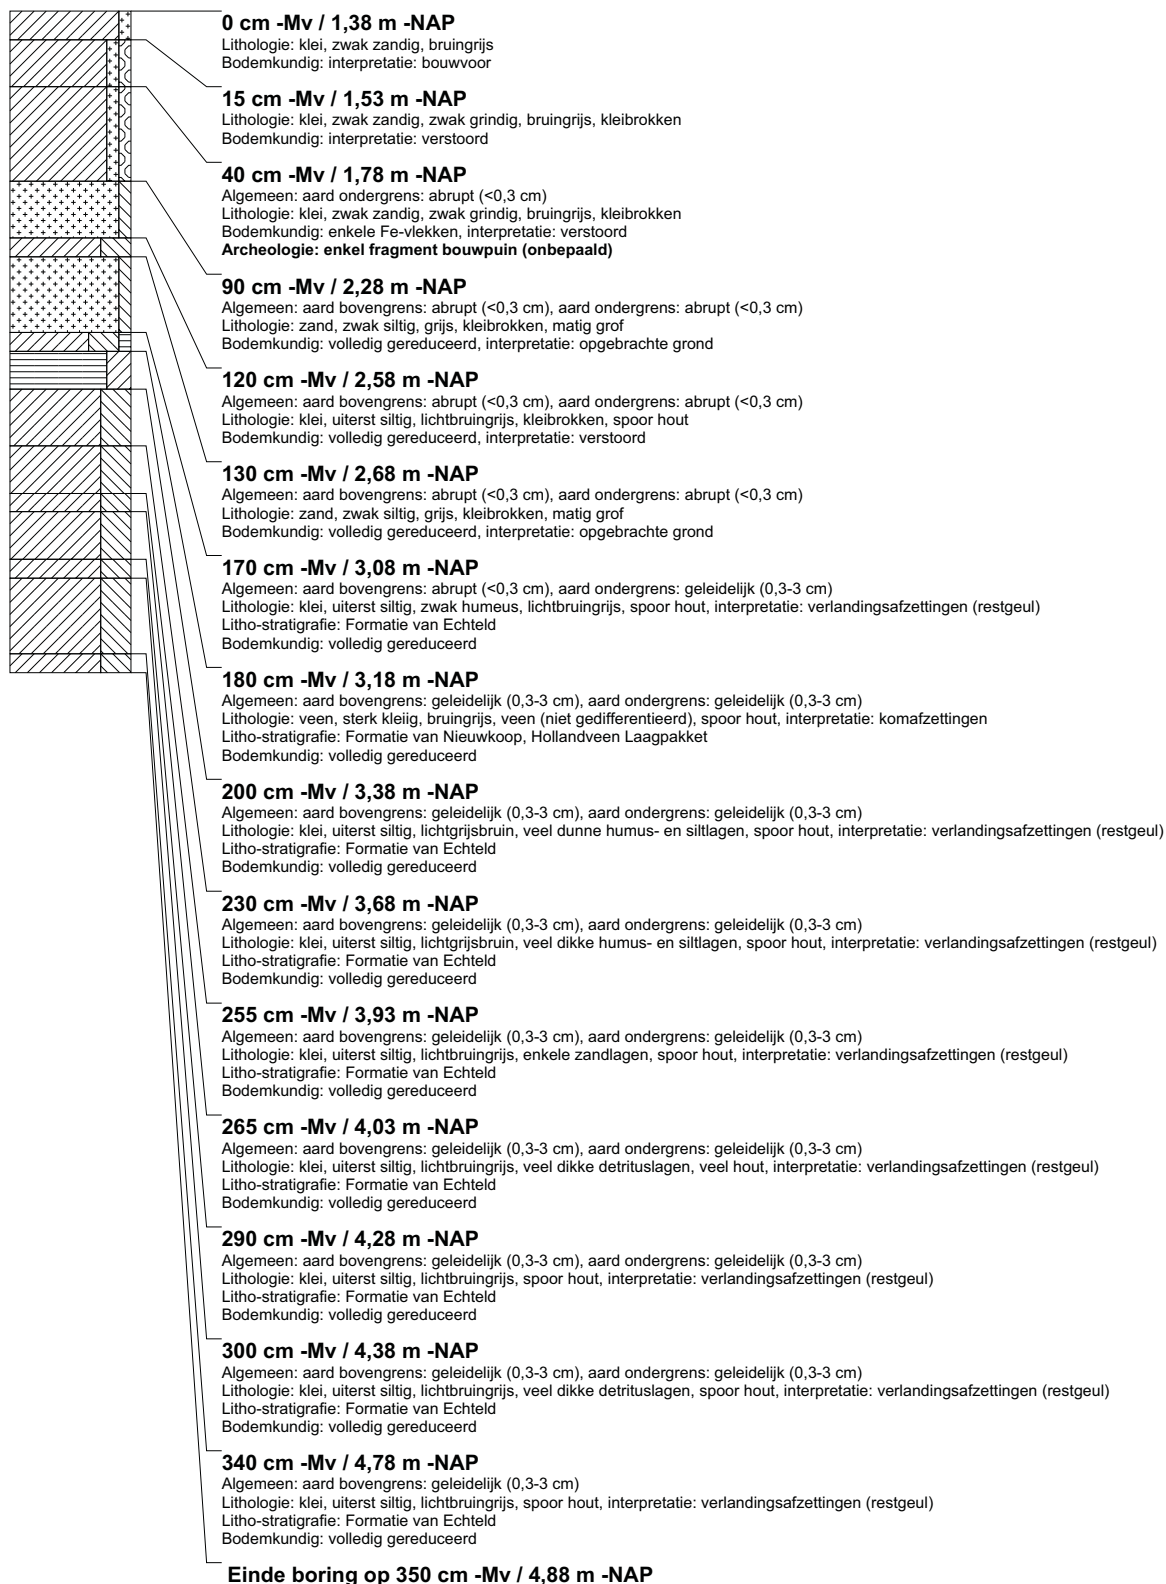 0 cm -Mv / 1,38 m -NAP
Lithologie: klei, zwak zandig, bruingrijs
Bodemkundig: interpretatie: bouwvoor
15 cm -Mv / 1,53 m -NAP
Lithologie: klei, zwak zandig, zwak grindig, bruingrijs, kleibrokken
Bodemkundig: interpretatie: verstoord
40 cm -Mv / 1,78 m -NAP
Algemeen: aard ondergrens: abrupt (<0,3 cm)
Lithologie: klei, zwak zandig, zwak grindig, bruingrijs, kleibrokken
Bodemkundig: enkele Fe-vlekken, interpretatie: verstoord
Archeologie: enkel fragment bouwpuin (onbepaald)
90 cm -Mv / 2,28 m -NAP
Algemeen: aard bovengrens: abrupt (<0,3 cm), aard ondergrens: abrupt (<0,3 cm)
Lithologie: zand, zwak siltig, grijs, kleibrokken, matig grof
Bodemkundig: volledig gereduceerd, interpretatie: opgebrachte grond
120 cm -Mv / 2,58 m -NAP
Algemeen: aard bovengrens: abrupt (<0,3 cm), aard ondergrens: abrupt (<0,3 cm)
Lithologie: klei, uiterst siltig, lichtbruingrijs, kleibrokken, spoor hout
Bodemkundig: volledig gereduceerd, interpretatie: verstoord
130 cm -Mv / 2,68 m -NAP
Algemeen: aard bovengrens: abrupt (<0,3 cm), aard ondergrens: abrupt (<0,3 cm)
Lithologie: zand, zwak siltig, grijs, kleibrokken, matig grof
Bodemkundig: volledig gereduceerd, interpretatie: opgebrachte grond
170 cm -Mv / 3,08 m -NAP
Algemeen: aard bovengrens: abrupt (<0,3 cm), aard ondergrens: geleidelijk (0,3-3 cm)
Lithologie: klei, uiterst siltig, zwak humeus, lichtbruingrijs, spoor hout, interpretatie: verlandingsafzettingen (restgeul)
Litho-stratigrafie: Formatie van Echteld
Bodemkundig: volledig gereduceerd
180 cm -Mv / 3,18 m -NAP
Algemeen: aard bovengrens: geleidelijk (0,3-3 cm), aard ondergrens: geleidelijk (0,3-3 cm)
Lithologie: veen, sterk kleiig, bruingrijs, veen (niet gedifferentieerd), spoor hout, interpretatie: komafzettingen
Litho-stratigrafie: Formatie van Nieuwkoop, Hollandveen Laagpakket
Bodemkundig: volledig gereduceerd
200 cm -Mv / 3,38 m -NAP
Algemeen: aard bovengrens: geleidelijk (0,3-3 cm), aard ondergrens: geleidelijk (0,3-3 cm)
Lithologie: klei, uiterst siltig, lichtgrijsbruin, veel dunne humus- en siltlagen, spoor hout, interpretatie: verlandingsafzettingen (restgeul)
Litho-stratigrafie: Formatie van Echteld
Bodemkundig: volledig gereduceerd
230 cm -Mv / 3,68 m -NAP
Algemeen: aard bovengrens: geleidelijk (0,3-3 cm), aard ondergrens: geleidelijk (0,3-3 cm)
Lithologie: klei, uiterst siltig, lichtgrijsbruin, veel dikke humus- en siltlagen, spoor hout, interpretatie: verlandingsafzettingen (restgeul)
Litho-stratigrafie: Formatie van Echteld
Bodemkundig: volledig gereduceerd
255 cm -Mv / 3,93 m -NAP
Algemeen: aard bovengrens: geleidelijk (0,3-3 cm), aard ondergrens: geleidelijk (0,3-3 cm)
Lithologie: klei, uiterst siltig, lichtbruingrijs, enkele zandlagen, spoor hout, interpretatie: verlandingsafzettingen (restgeul)
Litho-stratigrafie: Formatie van Echteld
Bodemkundig: volledig gereduceerd
265 cm -Mv / 4,03 m -NAP
Algemeen: aard bovengrens: geleidelijk (0,3-3 cm), aard ondergrens: geleidelijk (0,3-3 cm)
Lithologie: klei, uiterst siltig, lichtbruingrijs, veel dikke detrituslagen, veel hout, interpretatie: verlandingsafzettingen (restgeul)
Litho-stratigrafie: Formatie van Echteld
Bodemkundig: volledig gereduceerd
290 cm -Mv / 4,28 m -NAP
Algemeen: aard bovengrens: geleidelijk (0,3-3 cm), aard ondergrens: geleidelijk (0,3-3 cm)
Lithologie: klei, uiterst siltig, lichtbruingrijs, spoor hout, interpretatie: verlandingsafzettingen (restgeul)
Litho-stratigrafie: Formatie van Echteld
Bodemkundig: volledig gereduceerd
300 cm -Mv / 4,38 m -NAP
Algemeen: aard bovengrens: geleidelijk (0,3-3 cm), aard ondergrens: geleidelijk (0,3-3 cm)
Lithologie: klei, uiterst siltig, lichtbruingrijs, veel dikke detrituslagen, spoor hout, interpretatie: verlandingsafzettingen (restgeul)
Litho-stratigrafie: Formatie van Echteld
Bodemkundig: volledig gereduceerd
340 cm -Mv / 4,78 m -NAP
Algemeen: aard bovengrens: geleidelijk (0,3-3 cm)
Lithologie: klei, uiterst siltig, lichtbruingrijs, spoor hout, interpretatie: verlandingsafzettingen (restgeul)
Litho-stratigrafie: Formatie van Echteld
Bodemkundig: volledig gereduceerd
Einde boring op 350 cm -Mv / 4,88 m -NAP